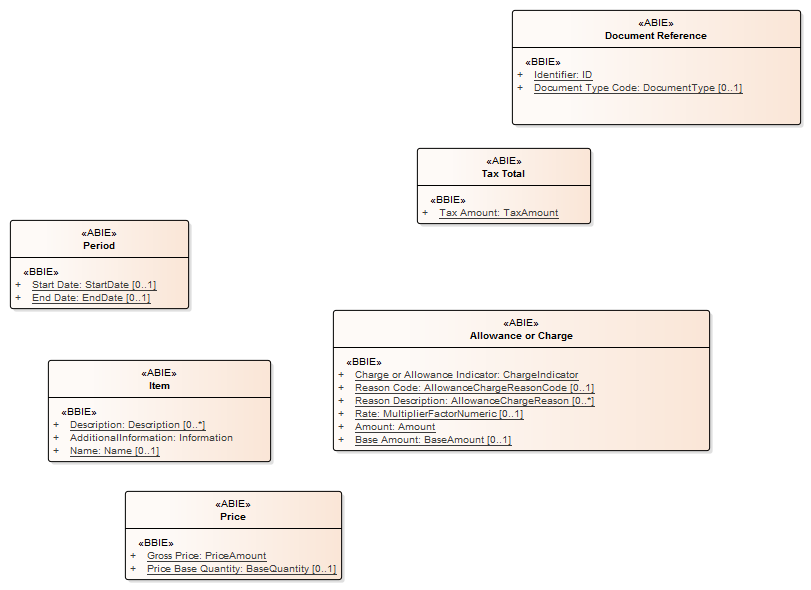 «ABIE»
Document Reference
«BBIE»
+ Identifier: ID
+ Document Type Code: DocumentType [0..1]
«ABIE»
Tax Total
«BBIE»
+ Tax Amount: TaxAmount
«ABIE»
Period
«BBIE»
+ Start Date: StartDate [0..1]
+ End Date: EndDate [0..1]
«ABIE»
Allowance or Charge
«BBIE»
+ Charge or Allowance Indicator: ChargeIndicator
+ Reason Code: AllowanceChargeReasonCode [0..1]
+ Reason Description: AllowanceChargeReason [0..*]
+ Rate: MultiplierFactorNumeric [0..1]
+ Amount: Amount
+ Base Amount: BaseAmount [0..1]
«ABIE»
Item
«BBIE»
+ Description: Description [0..*]
+ AdditionalInformation: Information
+ Name: Name [0..1]
«ABIE»
Price
«BBIE»
+ Gross Price: PriceAmount
+ Price Base Quantity: BaseQuantity [0..1]